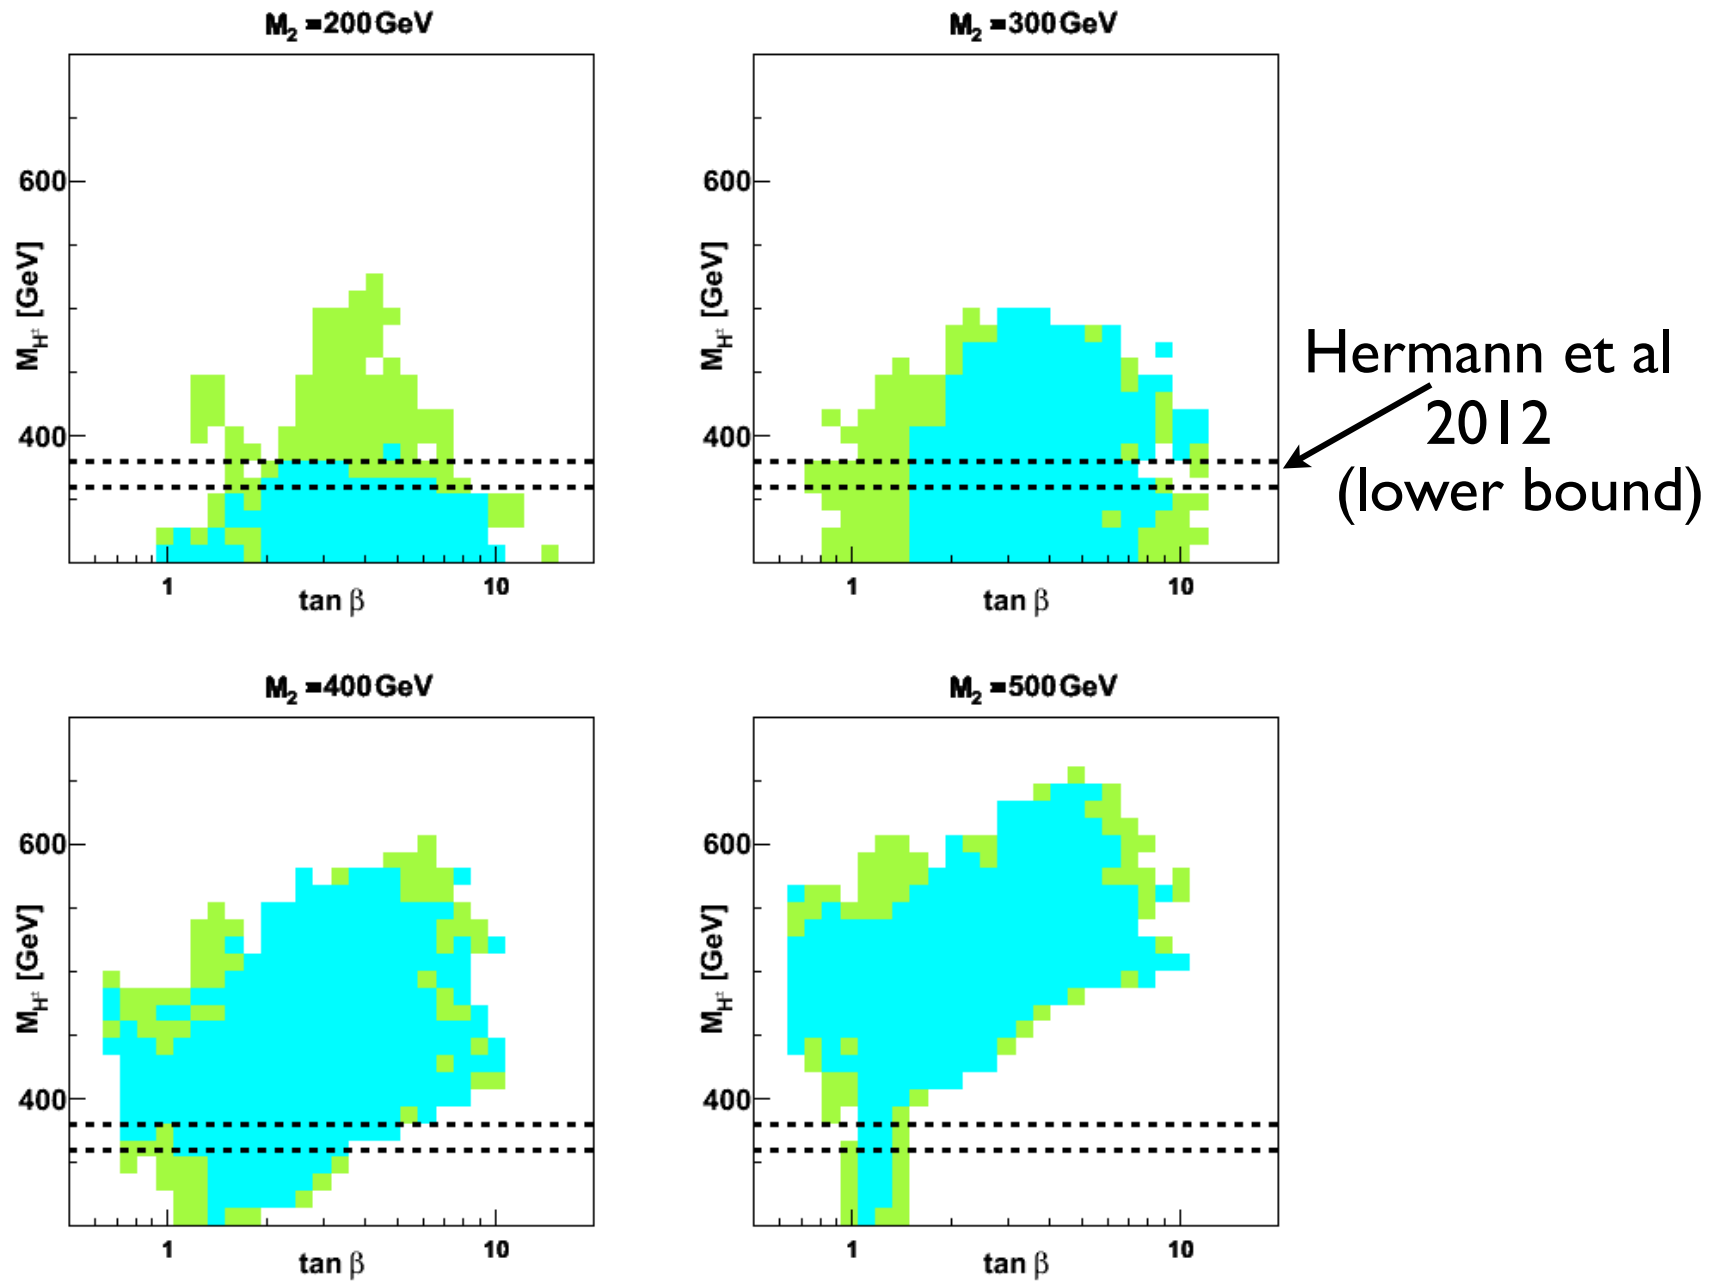 M₂ =200GeV
600
400
M_H± [GeV]
1
10
tan β
M₂ =300GeV
600
400
M_H± [GeV]
1
10
tan β
Hermann et al
2012
(lower bound)
M₂ =400GeV
600
400
M_H± [GeV]
1
10
tan β
M₂ =500GeV
600
400
M_H± [GeV]
1
10
tan β